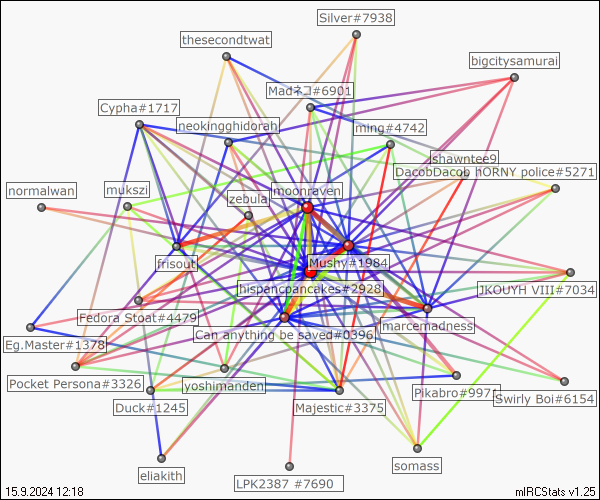 Silver#7938
thesecondtwat
bigcitysamurai
Madネコ#6901
Cypha#1717
neokingghidorah
ming#4742
shawntee9
DacobDacob
HORNY police#5271
normalwan
mukszi
zebula
moonraven
frisouti
Mushy#1984
hispancpancakes#2928
JKOUYH VIII#7034
Fedora Stoat#4479
marcemadness
Can anything be saved#0396
Eg.Master#1378
Pocket Persona#3326
yoshimanden
Pikabro#9971
Swirly Boi#6154
Duck#1245
Majestic#3375
somass
eliakith
LPK2387 #7690
15.9.2024 12:18
mIRCStats v1.25